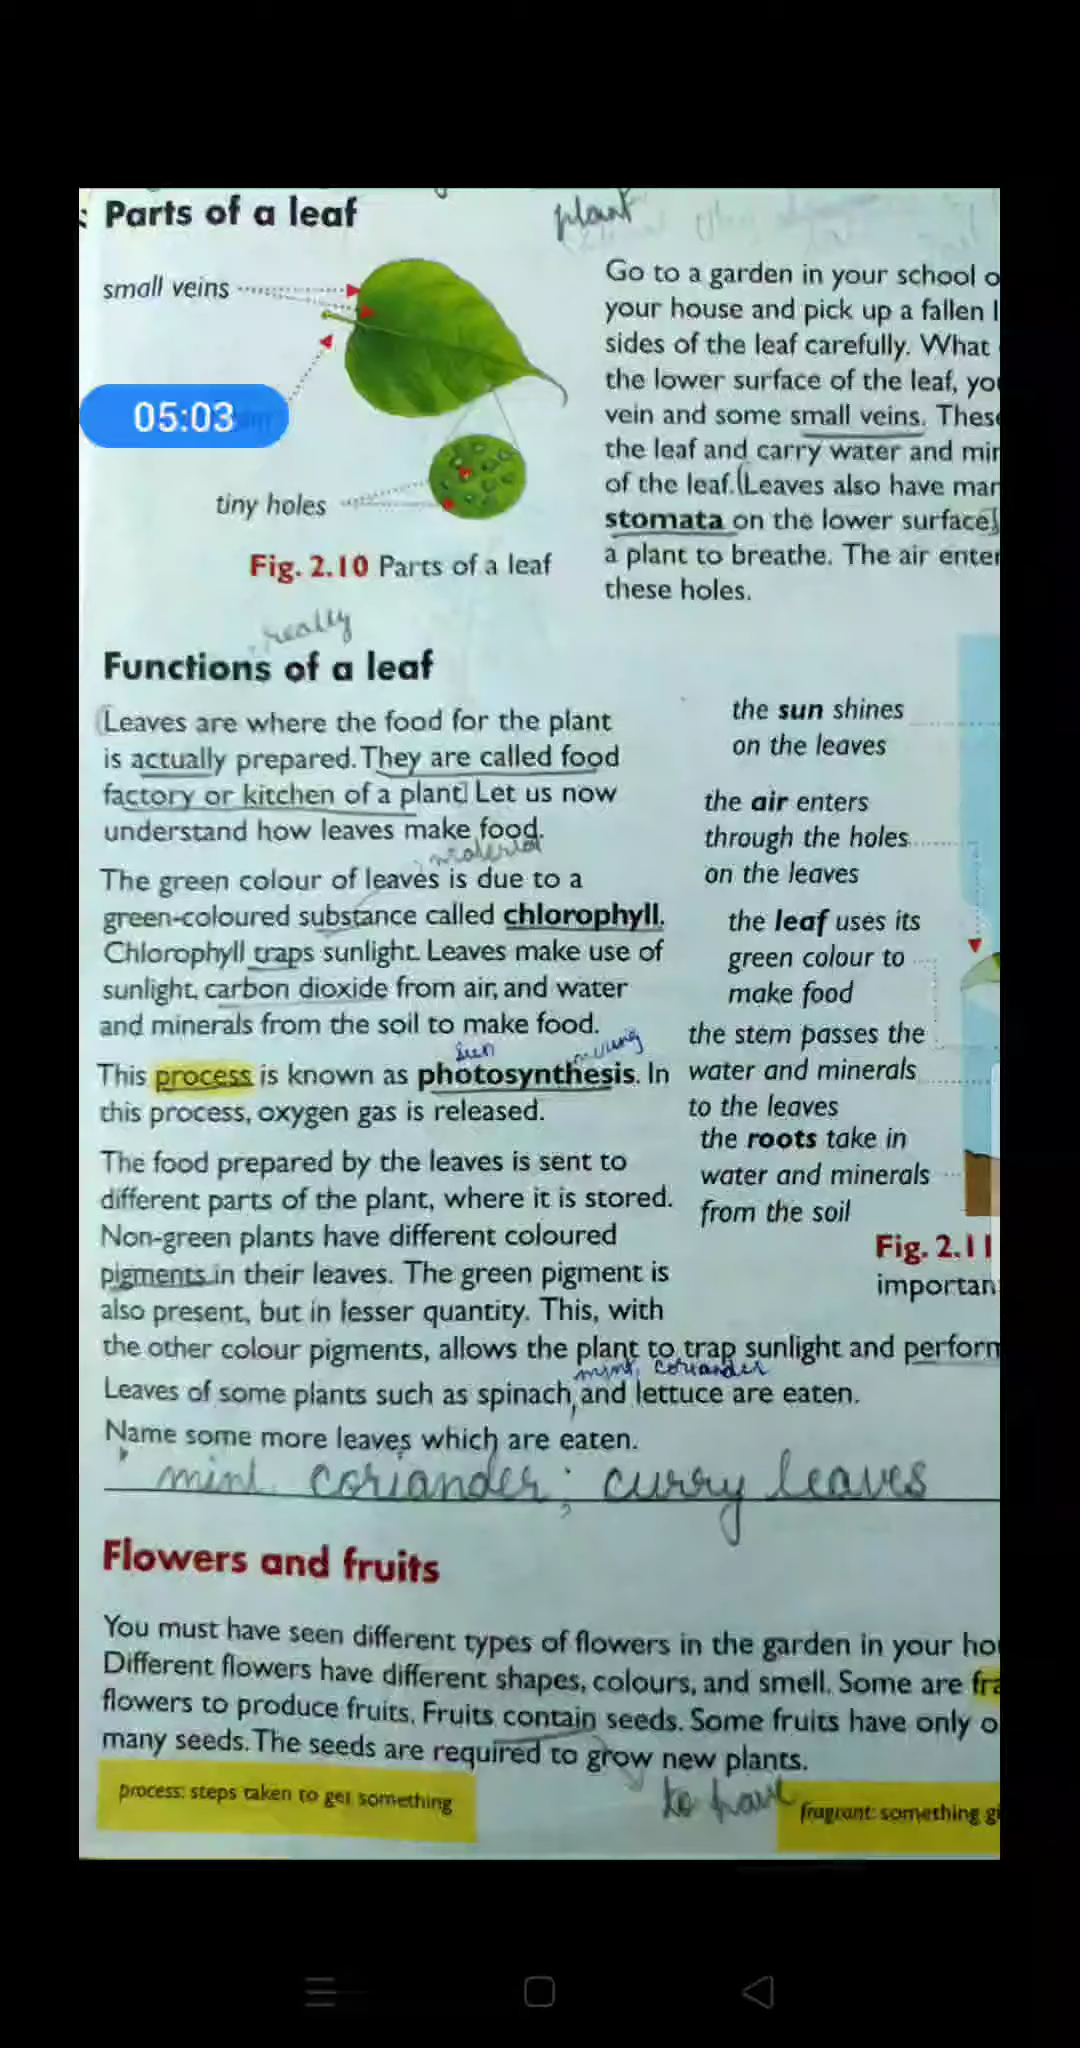 Parts of a leaf
plant
small veins
05:03
tiny holes
Fig. 2.10 Parts of a leaf
Go to a garden in your school o
your house and pick up a fallen l
sides of the leaf carefully. What
the lower surface of the leaf, you
vein and some small veins. These
the leaf and carry water and min
of the leaf. (Leaves also have man
stomata on the lower surface)
a plant to breathe. The air enter
these holes.
really
Functions of a leaf
(Leaves are where the food for the plant
is actually prepared. They are called food
factory or kitchen of a plant) Let us now
understand how leaves make food.
material
The green colour of leaves is due to a
green-coloured substance called chlorophyll.
Chlorophyll traps sunlight. Leaves make use of
sunlight, carbon dioxide from air, and water
and minerals from the soil to make food.
sun
This process is known as photosynthesis. In
this process, oxygen gas is released.
The food prepared by the leaves is sent to
different parts of the plant, where it is stored.
Non-green plants have different coloured
pigments in their leaves. The green pigment is
also present, but in lesser quantity. This, with
the other colour pigments, allows the plant to trap sunlight and perform
mint, coriander
Leaves of some plants such as spinach, and lettuce are eaten.
Name some more leaves which are eaten.
mint coriander, curry leaves
the sun shines
on the leaves
the air enters
through the holes
on the leaves
the leaf uses its
green colour to
make food
the stem passes the
water and minerals
to the leaves
the roots take in
water and minerals
from the soil
Fig. 2.11
importan
Flowers and fruits
You must have seen different types of flowers in the garden in your ho
Different flowers have different shapes, colours, and smell. Some are fra
flowers to produce fruits. Fruits contain seeds. Some fruits have only o
many seeds. The seeds are required to grow new plants.
to have
process: steps taken to get something
fragrant: something gi